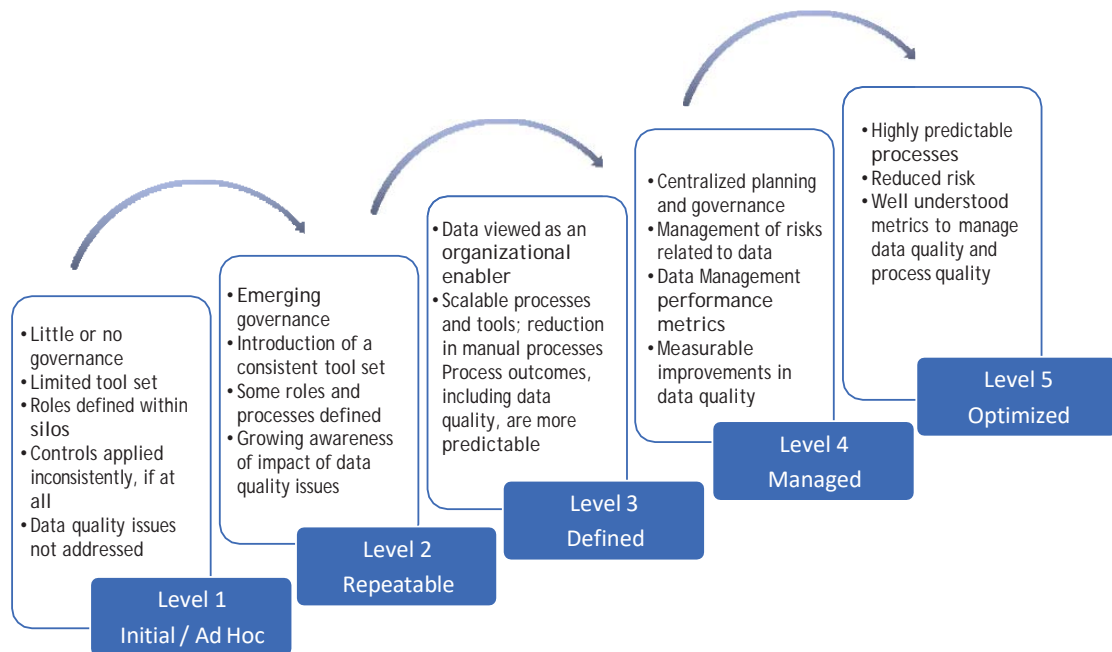 • Little or no
governance
• Limited tool set
• Roles defined within
silos
• Controls applied
inconsistently, if at
all
• Data quality issues
not addressed
Level 1
Initial / Ad Hoc
• Emerging
governance
• Introduction of a
consistent tool set
• Some roles and
processes defined
• Growing awareness
of impact of data
quality issues
Level 2
Repeatable
• Data viewed as an
organizational
enabler
• Scalable processes
and tools; reduction
in manual processes
Process outcomes,
including data
quality, are more
predictable
Level 3
Defined
• Centralized planning
and governance
• Management of risks
related to data
• Data Management
performance
metrics
• Measurable
improvements in
data quality
Level 4
Managed
• Highly predictable
processes
• Reduced risk
• Well understood
metrics to manage
data quality and
process quality
Level 5
Optimized